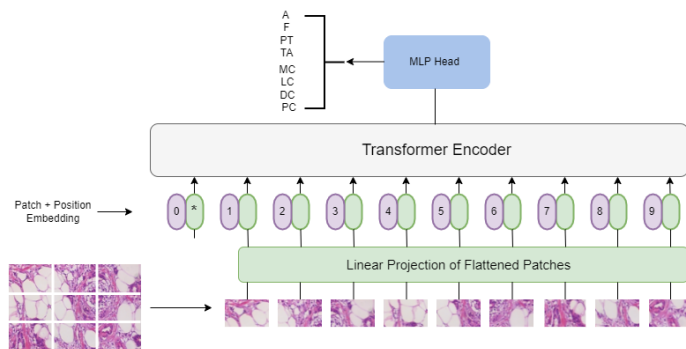 A
F
PT
TA
MC
LC
DC
PC
MLP Head
Transformer Encoder
Patch + Position
Embedding
0 * 1 2 3 4 5 6 7 8 9
Linear Projection of Flattened Patches